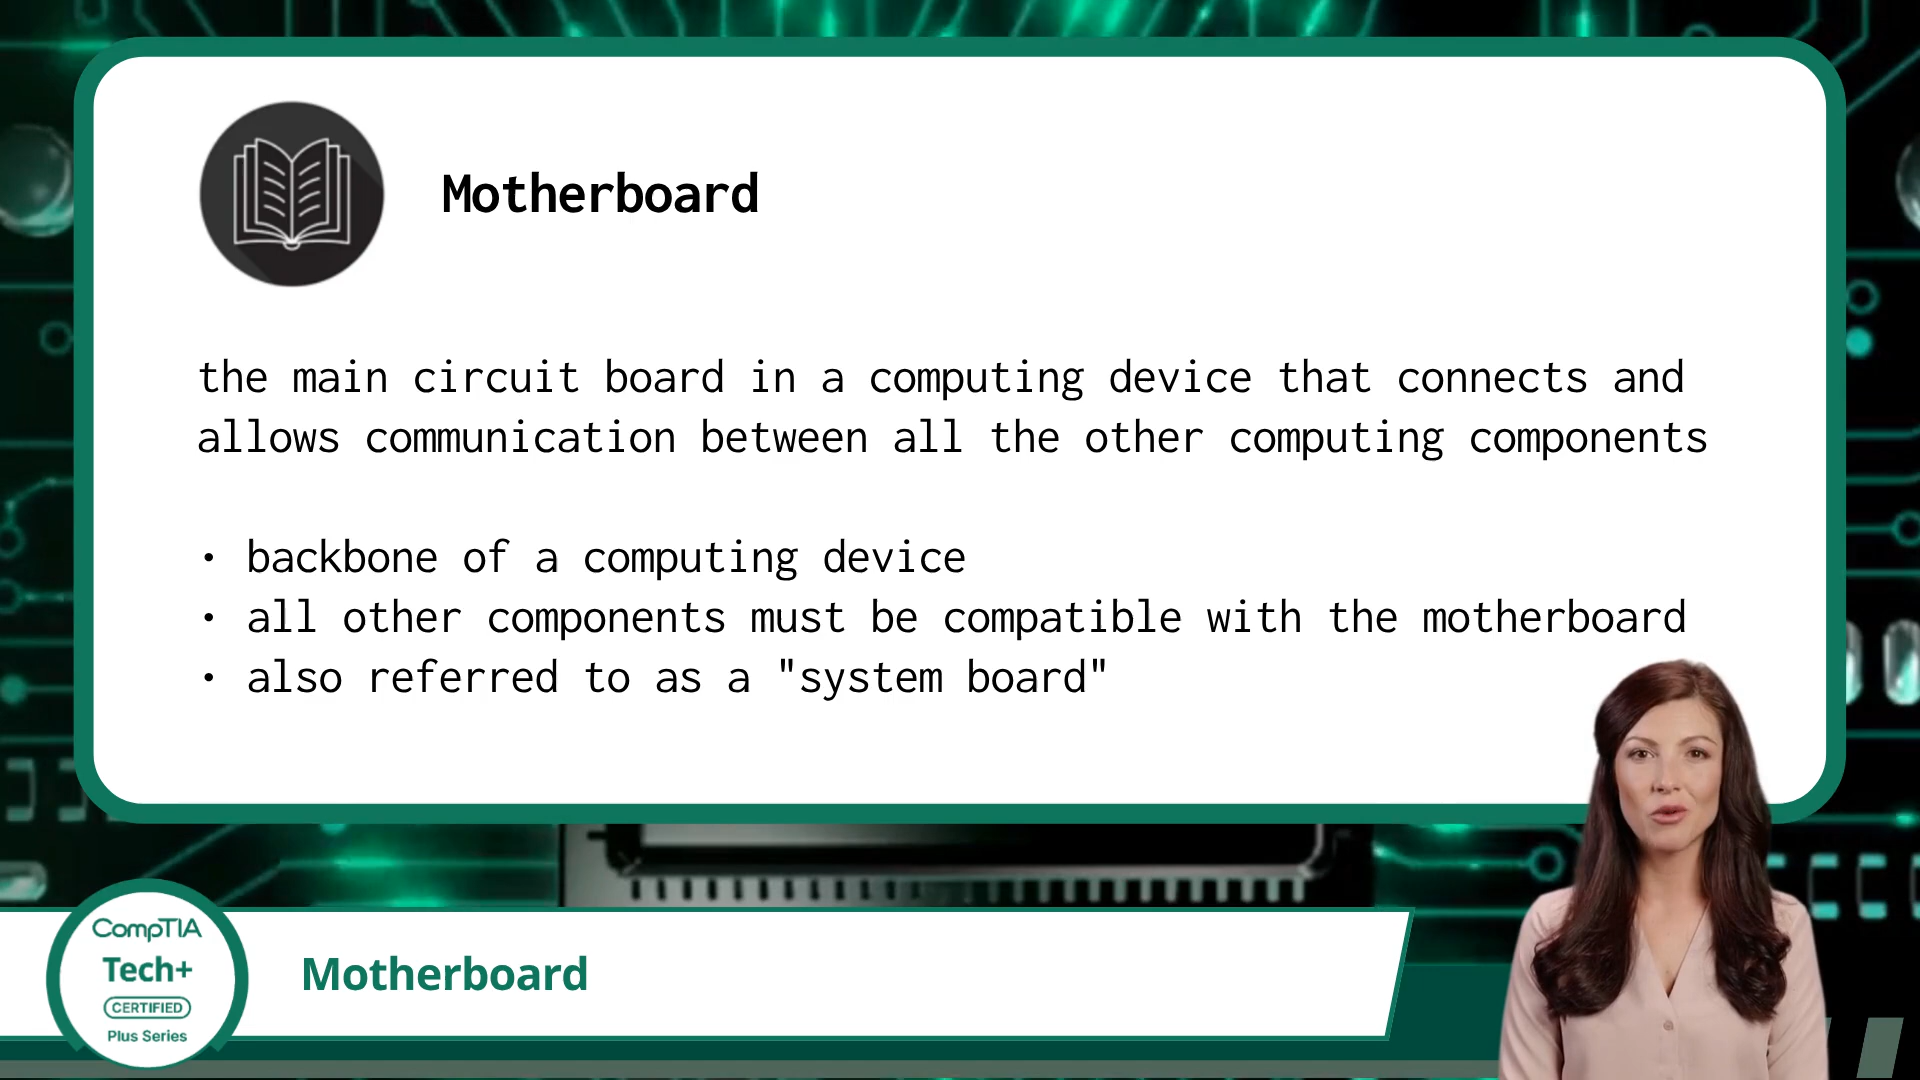 Motherboard
the main circuit board in a computing device that connects and
allows communication between all the other computing components
• backbone of a computing device
• all other components must be compatible with the motherboard
• also referred to as a "system board"
CompTIA
Tech+
CERTIFIED
Plus Series
Motherboard